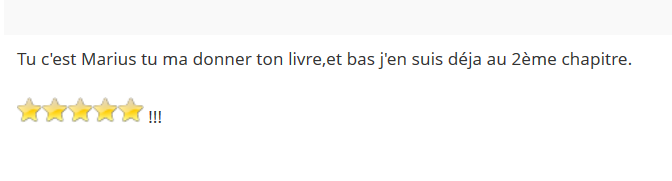 Tu c'est Marius tu ma donner ton livre,et bas j'en suis déja au 2ème chapitre.
!!!